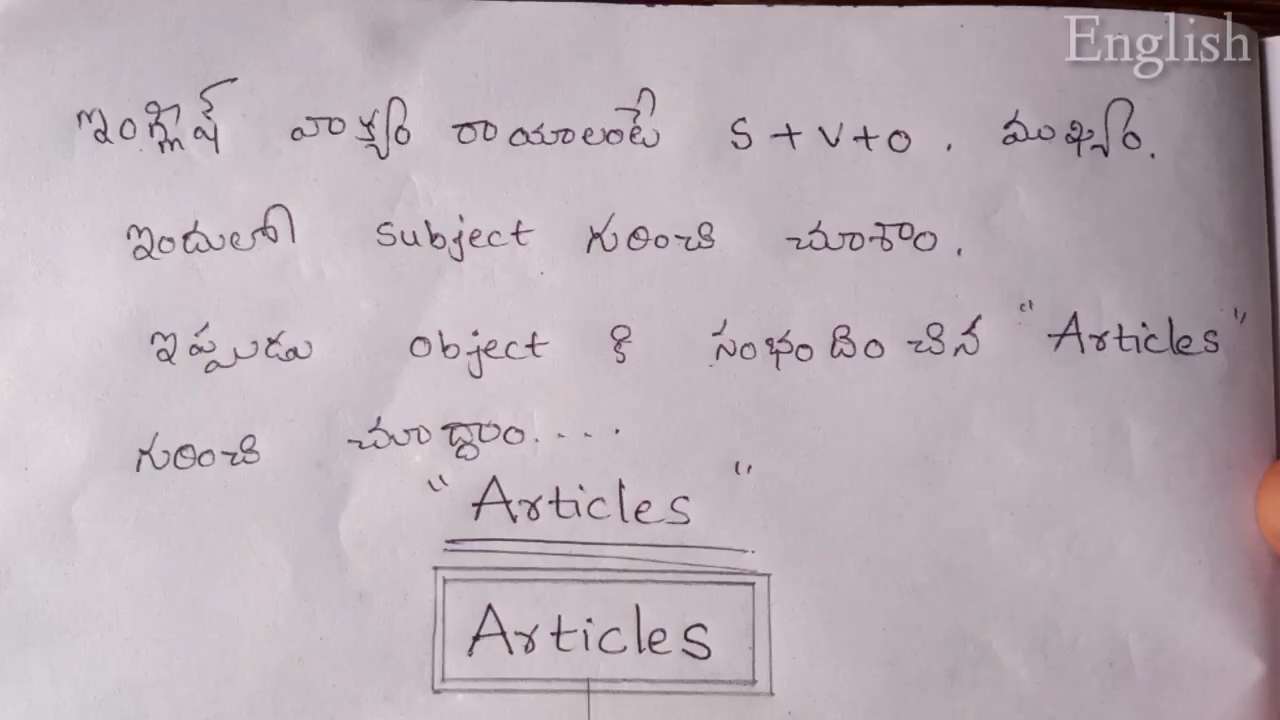 English
ఇంగ్లీష్ వాక్యం రాయాలంటే S + V + O . ముఖ్యం.
ఇందులో subject గురించి చూశాం.
ఇప్పుడు object కి సంభందించిన "Articles"
గురించి చూద్దాం....
"Articles"
Articles